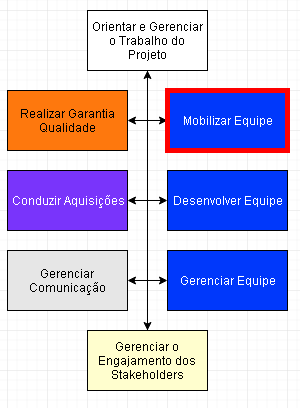 Orientar e Gerenciar
o Trabalho do
Projeto
Realizar Garantia
Qualidade
Mobilizar Equipe
Conduzir Aquisições
Desenvolver Equipe
Gerenciar
Comunicação
Gerenciar Equipe
Gerenciar o
Engajamento dos
Stakeholders